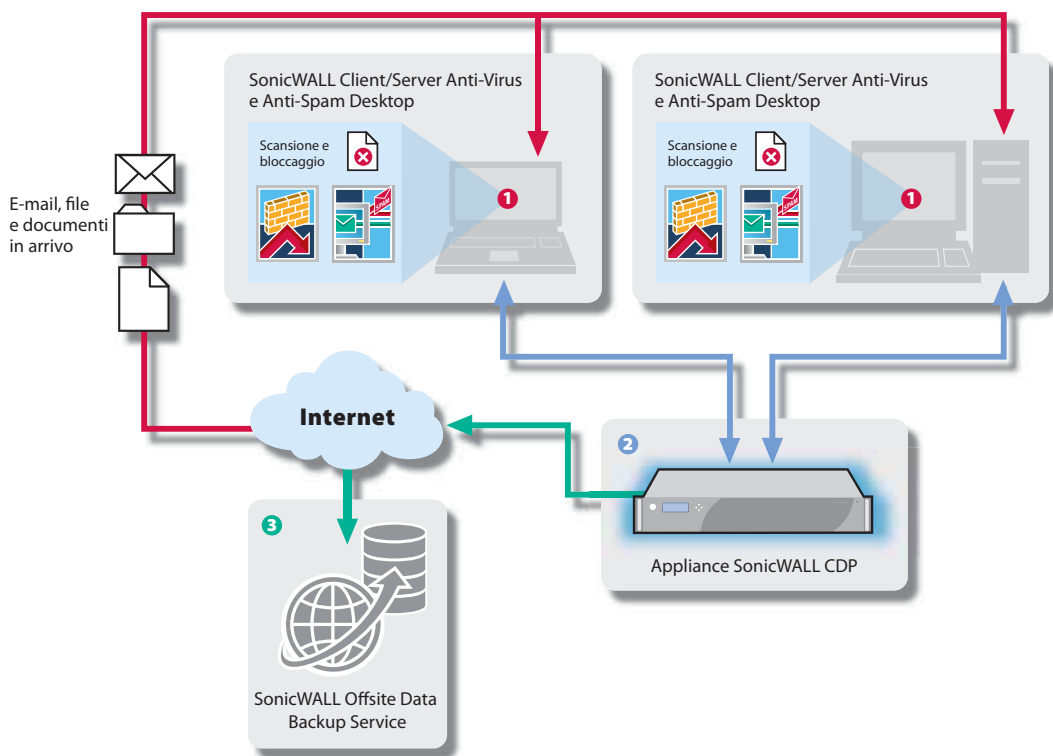 SonicWALL Client/Server Anti-Virus
e Anti-Spam Desktop
Scansione e
bloccaggio
SPAM
1
SonicWALL Client/Server Anti-Virus
e Anti-Spam Desktop
Scansione e
bloccaggio
SPAM
1
E-mail, file
e documenti
in arrivo
Internet
2
Appliance SonicWALL CDP
3
SonicWALL Offsite Data
Backup Service